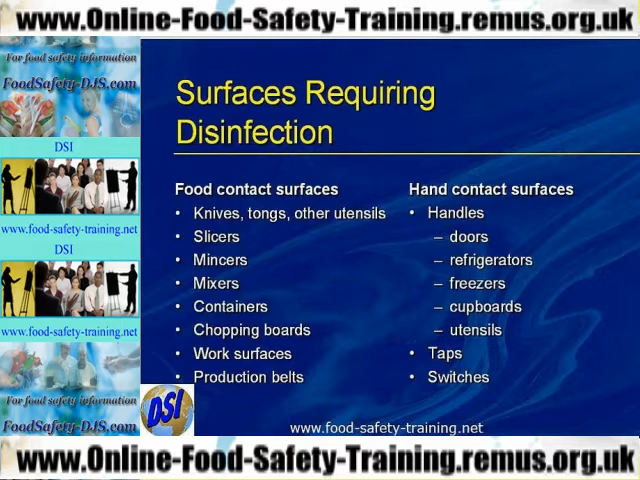 www.Online-Food-Safety-Training.remus.org.uk
For food safety information
FoodSafety-DJS.com
DSI
www.food-safety-training.net
DSI
www.food-safety-training.net
For food safety information
FoodSafety-DJS.com
Surfaces Requiring
Disinfection
Food contact surfaces
• Knives, tongs, other utensils
• Slicers
• Mincers
• Mixers
• Containers
• Chopping boards
• Work surfaces
• Production belts
Hand contact surfaces
• Handles
– doors
– refrigerators
– freezers
– cupboards
– utensils
• Taps
• Switches
DSI
www.food-safety-training.net
www.Online-Food-Safety-Training.remus.org.uk